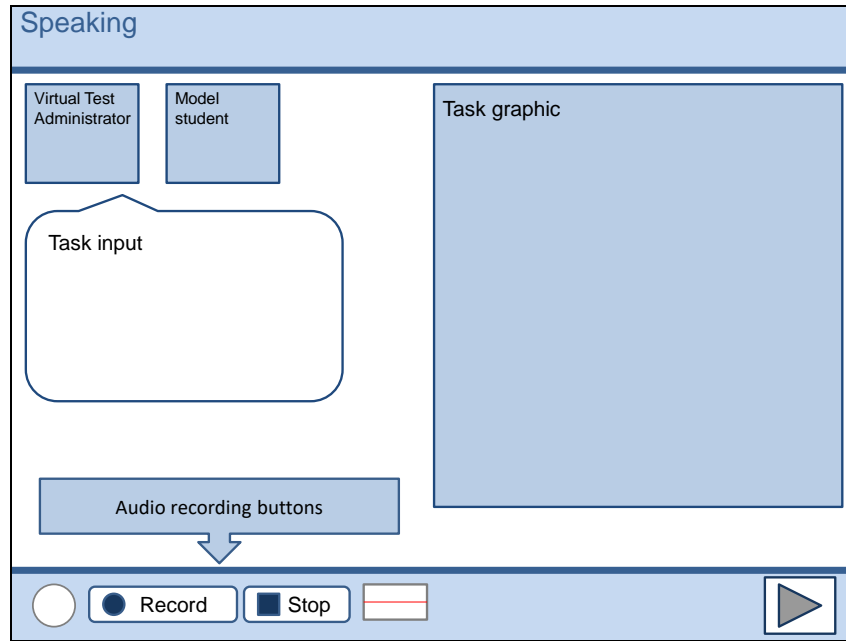 Speaking
Virtual Test
Administrator
Model
student
Task graphic
Task input
Audio recording buttons
Record
Stop